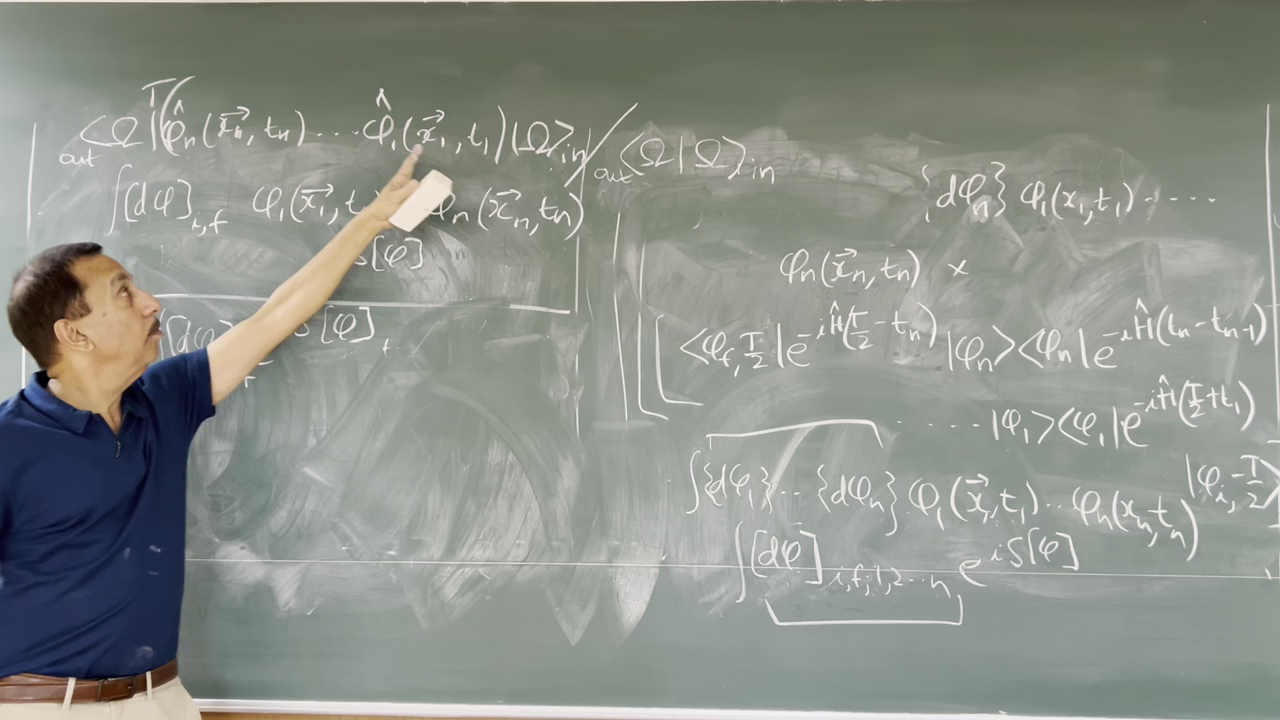 out<Ω|T(φ̂ₙ(x⃗ₙ, tₙ) ... φ̂₁(x⃗₁, t₁)|Ω>in / out<Ω|Ω>in
∫[dφ]i,f φ₁(x⃗₁, t₁ φₙ(x⃗ₙ, tₙ)
S[φ]
∫[dφ] S[φ]
{dφₙ} φ₁(x₁, t₁) .....
φₙ(x⃗ₙ, tₙ) ×
<φf, T/2|e^{-iĤ(T/2 - tₙ)} |φₙ><φₙ| e^{-iĤ(tₙ - tₙ₋₁)}
..... |φ₁><φ₁|e^{-iĤ(T/2 + t₁)}
|φi, -T/2>
∫{dφ₁} .. {dφₙ} φ₁(x⃗₁, t₁) .. φₙ(xₙ, tₙ)
∫[dφ]i,f;1,2...n e^{iS[φ]}